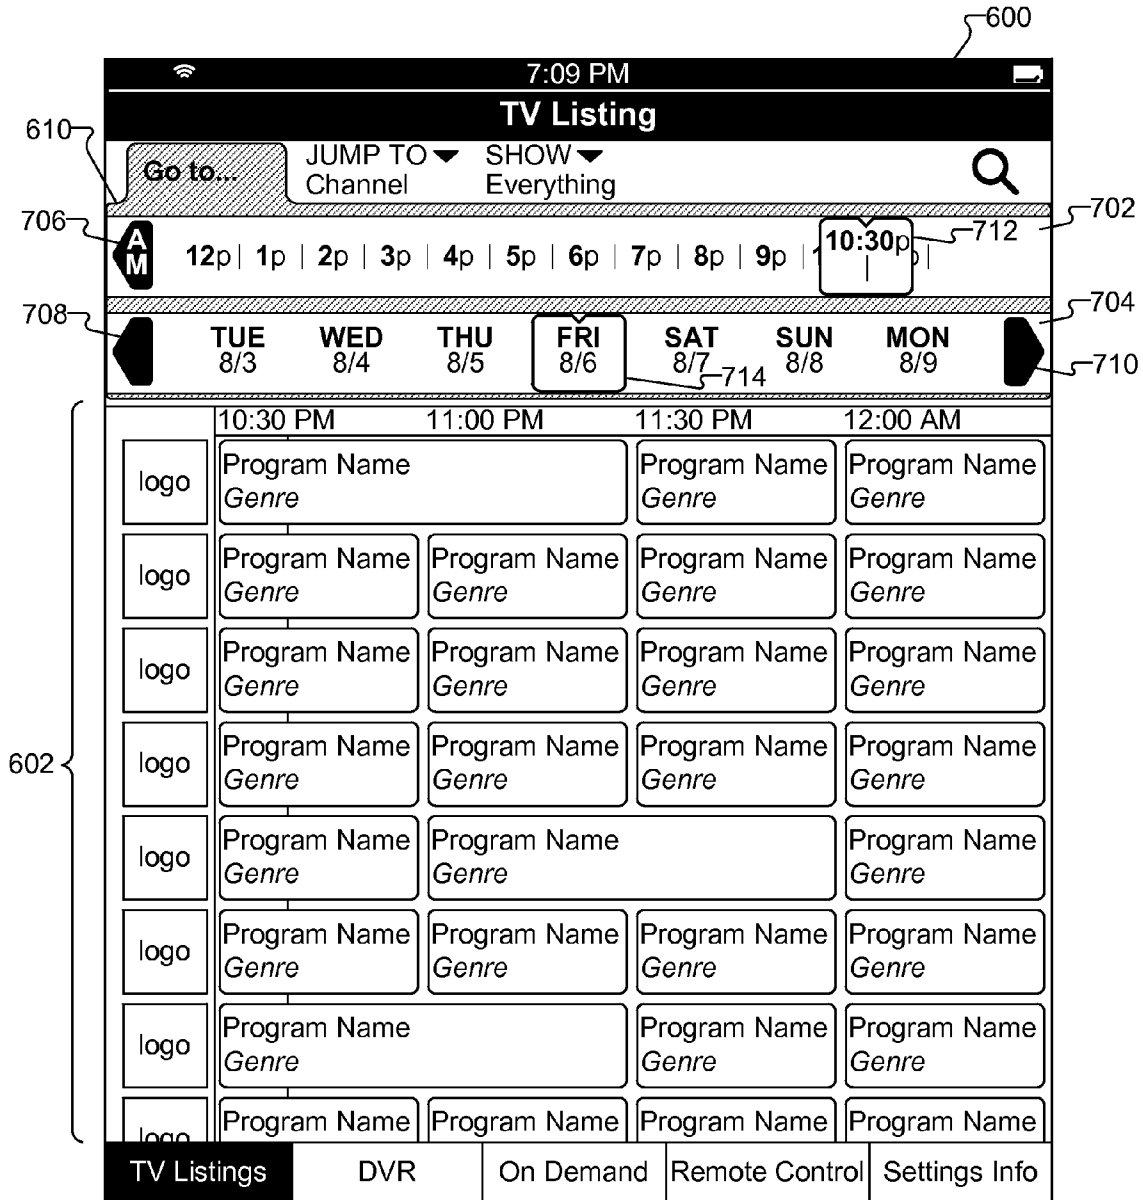 600
7:09 PM
TV Listing
610
Go to...
JUMP TO
Channel
SHOW
Everything
706
AM
12p | 1p | 2p | 3p | 4p | 5p | 6p | 7p | 8p | 9p |
10:30p
712
702
708
TUE
8/3
WED
8/4
THU
8/5
FRI
8/6
714
SAT
8/7
SUN
8/8
MON
8/9
704
710
10:30 PM 11:00 PM 11:30 PM 12:00 AM
logo
Program Name Program Name Program Name
Genre Genre Genre
logo
Program Name Program Name Program Name Program Name
Genre Genre Genre Genre
logo
Program Name Program Name Program Name Program Name
Genre Genre Genre Genre
602
logo
Program Name Program Name Program Name Program Name
Genre Genre Genre Genre
logo
Program Name Program Name Program Name
Genre Genre Genre
logo
Program Name Program Name Program Name Program Name
Genre Genre Genre Genre
logo
Program Name Program Name Program Name
Genre Genre Genre
logo
Program Name Program Name Program Name Program Name
TV Listings DVR On Demand Remote Control Settings Info